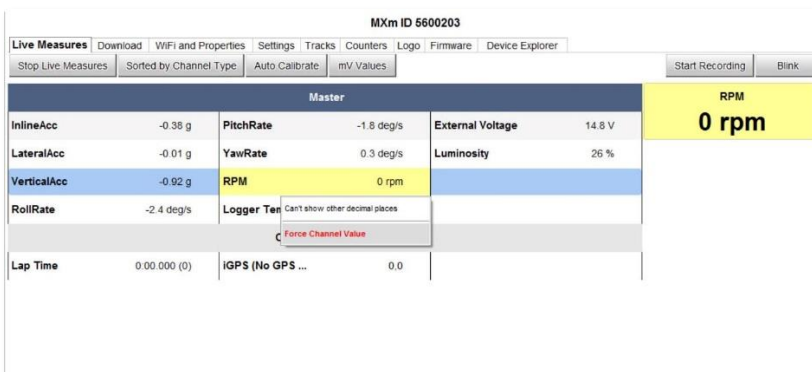 MXm ID 5600203
Live Measures Download WiFi and Properties Settings Tracks Counters Logo Firmware Device Explorer
Stop Live Measures Sorted by Channel Type Auto Calibrate mV Values Start Recording Blink
Master RPM
InlineAcc -0.38 g PitchRate -1.8 deg/s External Voltage 14.8 V 0 rpm
LateralAcc -0.01 g YawRate 0.3 deg/s Luminosity 26 %
VerticalAcc -0.92 g RPM 0 rpm
RollRate -2.4 deg/s Logger Can't show other decimal places
Force Channel Value
Lap Time 0:00.000 (0) iGPS (No GPS ... 0,0